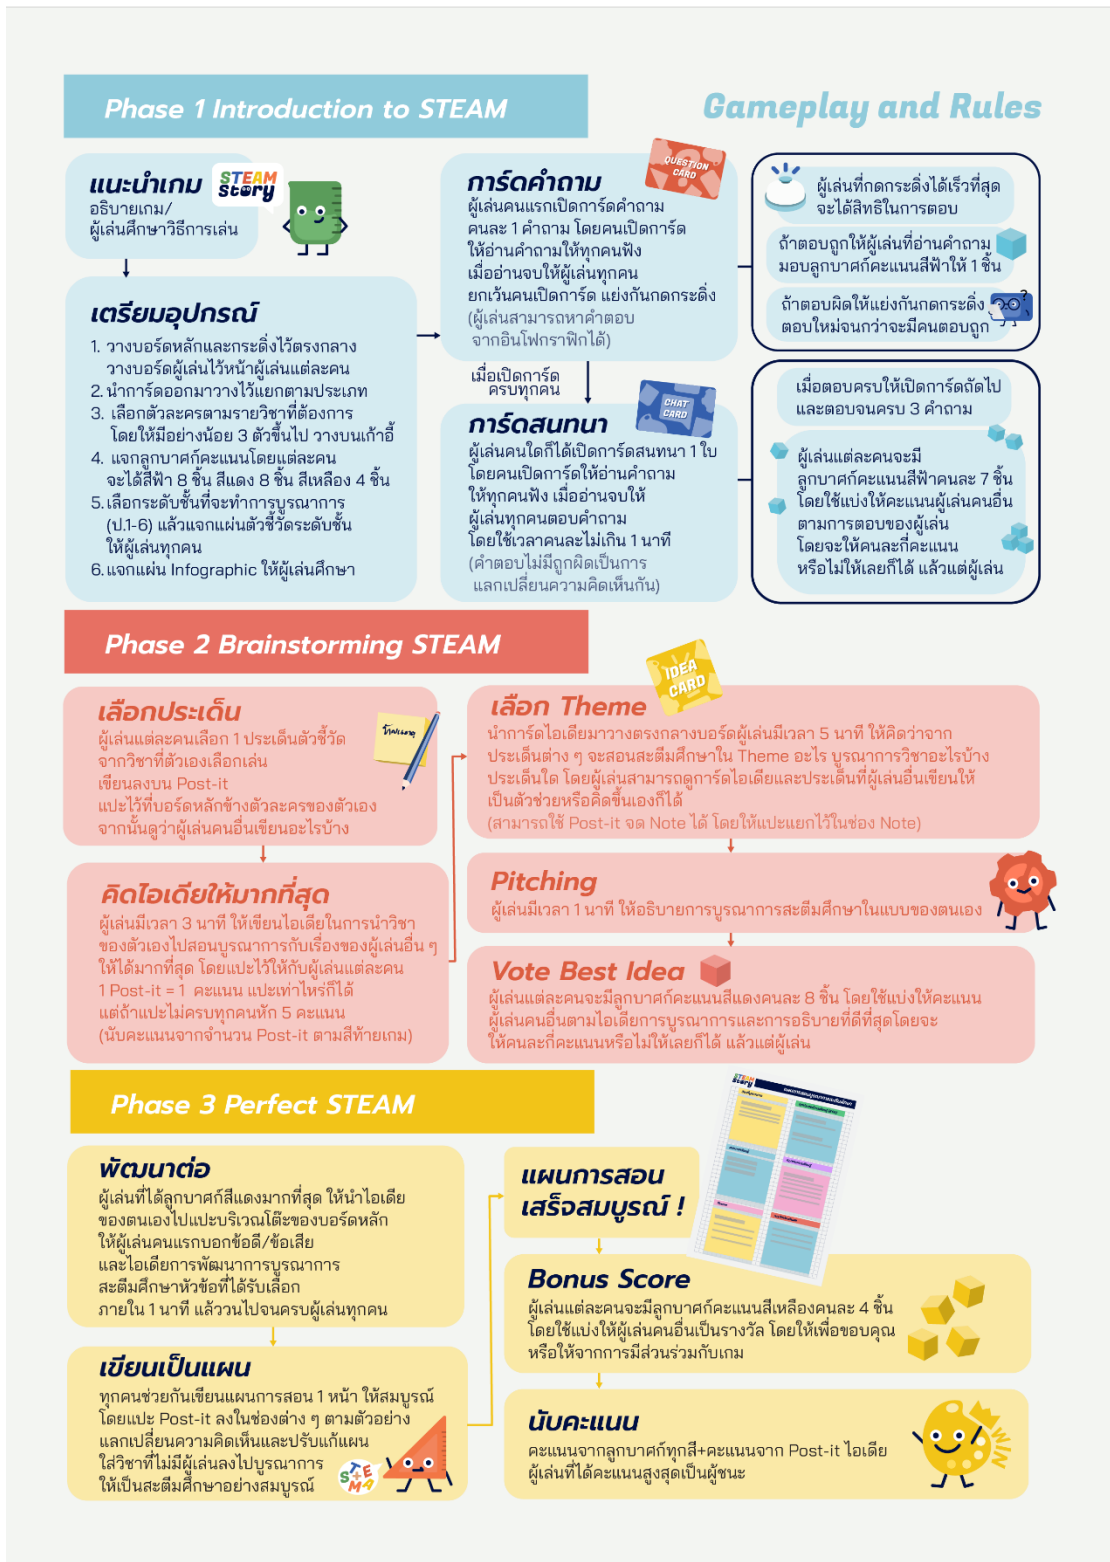 Phase 1 Introduction to STEAM
Gameplay and Rules
แนะนำเกม
STEAM
Story
อธิบายเกม/
ผู้เล่นศึกษาวิธีการเล่น
เตรียมอุปกรณ์
1. วางบอร์ดหลักและกระดิ่งไว้ตรงกลาง
วางบอร์ดผู้เล่นไว้หน้าผู้เล่นแต่ละคน
2. นำการ์ดออกมาวางไว้แยกตามประเภท
3. เลือกตัวละครตามรายวิชาที่ต้องการ
โดยให้มีอย่างน้อย 3 ตัวขึ้นไป วางบนเก้าอี้
4. แจกลูกบาศก์คะแนนโดยแต่ละคน
จะได้สีฟ้า 8 ชิ้น สีแดง 8 ชิ้น สีเหลือง 4 ชิ้น
5. เลือกระดับชั้นที่จะทำการบูรณาการ
(ป.1-6) แล้วแจกแผ่นตัวชี้วัดระดับชั้น
ให้ผู้เล่นทุกคน
6. แจกแผ่น Infographic ให้ผู้เล่นศึกษา
การ์ดคำถาม
QUESTION
CARD
ผู้เล่นคนแรกเปิดการ์ดคำถาม
คนละ 1 คำถาม โดยคนเปิดการ์ด
ให้อ่านคำถามให้ทุกคนฟัง
เมื่ออ่านจบให้ผู้เล่นทุกคน
ยกเว้นคนเปิดการ์ด แย่งกันกดกระดิ่ง
(ผู้เล่นสามารถหาคำตอบ
จากอินโฟกราฟิกได้)
เมื่อเปิดการ์ด
ครบทุกคน
การ์ดสนทนา
CHAT
CARD
ผู้เล่นคนใดก็ได้เปิดการ์ดสนทนา 1 ใบ
โดยคนเปิดการ์ดให้อ่านคำถาม
ให้ทุกคนฟัง เมื่ออ่านจบให้
ผู้เล่นทุกคนตอบคำถาม
โดยใช้เวลาคนละไม่เกิน 1 นาที
(คำตอบไม่มีถูกผิดเป็นการ
แลกเปลี่ยนความคิดเห็นกัน)
ผู้เล่นที่กดกระดิ่งได้เร็วที่สุด
จะได้สิทธิในการตอบ
ถ้าตอบถูกให้ผู้เล่นที่อ่านคำถาม
มอบลูกบาศก์คะแนนสีฟ้าให้ 1 ชิ้น
ถ้าตอบผิดให้แย่งกันกดกระดิ่ง
ตอบใหม่จนกว่าจะมีคนตอบถูก
?
เมื่อตอบครบให้เปิดการ์ดถัดไป
และตอบจนครบ 3 คำถาม
ผู้เล่นแต่ละคนจะมี
ลูกบาศก์คะแนนสีฟ้าคนละ 7 ชิ้น
โดยใช้แบ่งให้คะแนนผู้เล่นคนอื่น
ตามการตอบของผู้เล่น
โดยจะให้คนละกี่คะแนน
หรือไม่ให้เลยก็ได้ แล้วแต่ผู้เล่น
Phase 2 Brainstorming STEAM
เลือกประเด็น
ผู้เล่นแต่ละคนเลือก 1 ประเด็นตัวชี้วัด
จากวิชาที่ตัวเองเลือกเล่น
เขียนลงบน Post-it
แปะไว้ที่บอร์ดหลักข้างตัวละครของตัวเอง
จากนั้นดูว่าผู้เล่นคนอื่นเขียนอะไรบ้าง
คิดไอเดียให้มากที่สุด
ผู้เล่นมีเวลา 3 นาที ให้เขียนไอเดียในการนำวิชา
ของตัวเองไปสอนบูรณาการกับเรื่องของผู้เล่นอื่น ๆ
ให้ได้มากที่สุด โดยแปะไว้ให้กับผู้เล่นแต่ละคน
1 Post-it = 1 คะแนน แปะเท่าไหร่ก็ได้
แต่ถ้าแปะไม่ครบทุกคนหัก 5 คะแนน
(นับคะแนนจากจำนวน Post-it ตามสีท้ายเกม)
เลือก Theme
IDEA
CARD
นำการ์ดไอเดียมาวางตรงกลางบอร์ดผู้เล่นมีเวลา 5 นาที ให้คิดว่าจาก
ประเด็นต่าง ๆ จะสอนสะตีมศึกษาใน Theme อะไร บูรณาการวิชาอะไรบ้าง
ประเด็นใด โดยผู้เล่นสามารถดูการ์ดไอเดียและประเด็นที่ผู้เล่นอื่นเขียนให้
เป็นตัวช่วยหรือคิดขึ้นเองก็ได้
(สามารถใช้ Post-it จด Note ได้ โดยให้แปะแยกไว้ในช่อง Note)
Pitching
ผู้เล่นมีเวลา 1 นาที ให้อธิบายการบูรณาการสะตีมศึกษาในแบบของตนเอง
Vote Best Idea
ผู้เล่นแต่ละคนจะมีลูกบาศก์คะแนนสีแดงคนละ 8 ชิ้น โดยใช้แบ่งให้คะแนน
ผู้เล่นคนอื่นตามไอเดียการบูรณาการและการอธิบายที่ดีที่สุดโดยจะ
ให้คนละกี่คะแนนหรือไม่ให้เลยก็ได้ แล้วแต่ผู้เล่น
Phase 3 Perfect STEAM
พัฒนาต่อ
ผู้เล่นที่ได้ลูกบาศก์สีแดงมากที่สุด ให้นำไอเดีย
ของตนเองไปแปะบริเวณโต๊ะของบอร์ดหลัก
ให้ผู้เล่นคนแรกบอกข้อดี/ข้อเสีย
และไอเดียการพัฒนาการบูรณาการ
สะตีมศึกษาหัวข้อที่ได้รับเลือก
ภายใน 1 นาที แล้ววนไปจนครบผู้เล่นทุกคน
เขียนเป็นแผน
ทุกคนช่วยกันเขียนแผนการสอน 1 หน้า ให้สมบูรณ์
โดยแปะ Post-it ลงในช่องต่าง ๆ ตามตัวอย่าง
แลกเปลี่ยนความคิดเห็นและปรับแก้แผน
ใส่วิชาที่ไม่มีผู้เล่นลงไปบูรณาการ
ให้เป็นสะตีมศึกษาอย่างสมบูรณ์
STEMA
แผนการสอน
เสร็จสมบูรณ์ !
STEAM
Story
Bonus Score
ผู้เล่นแต่ละคนจะมีลูกบาศก์คะแนนสีเหลืองคนละ 4 ชิ้น
โดยใช้แบ่งให้ผู้เล่นคนอื่นเป็นรางวัล โดยให้เพื่อขอบคุณ
หรือให้จากการมีส่วนร่วมกับเกม
นับคะแนน
คะแนนจากลูกบาศก์ทุกสี+คะแนนจาก Post-it ไอเดีย
ผู้เล่นที่ได้คะแนนสูงสุดเป็นผู้ชนะ
WIN